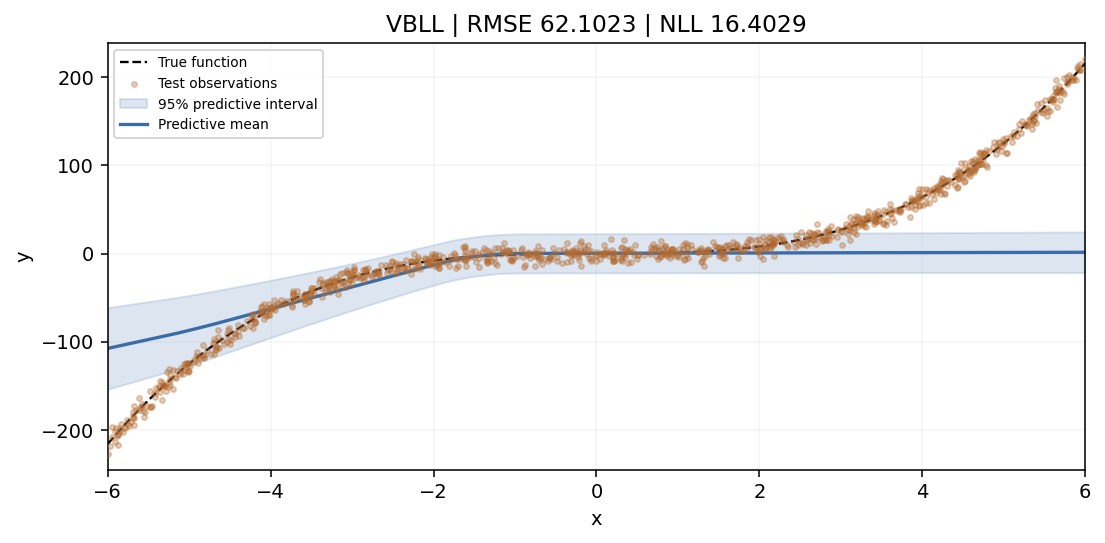 VBLL | RMSE 62.1023 | NLL 16.4029
True function
Test observations
95% predictive interval
Predictive mean
200
100
0
−100
−200
y
−6 −4 −2 0 2 4 6
x